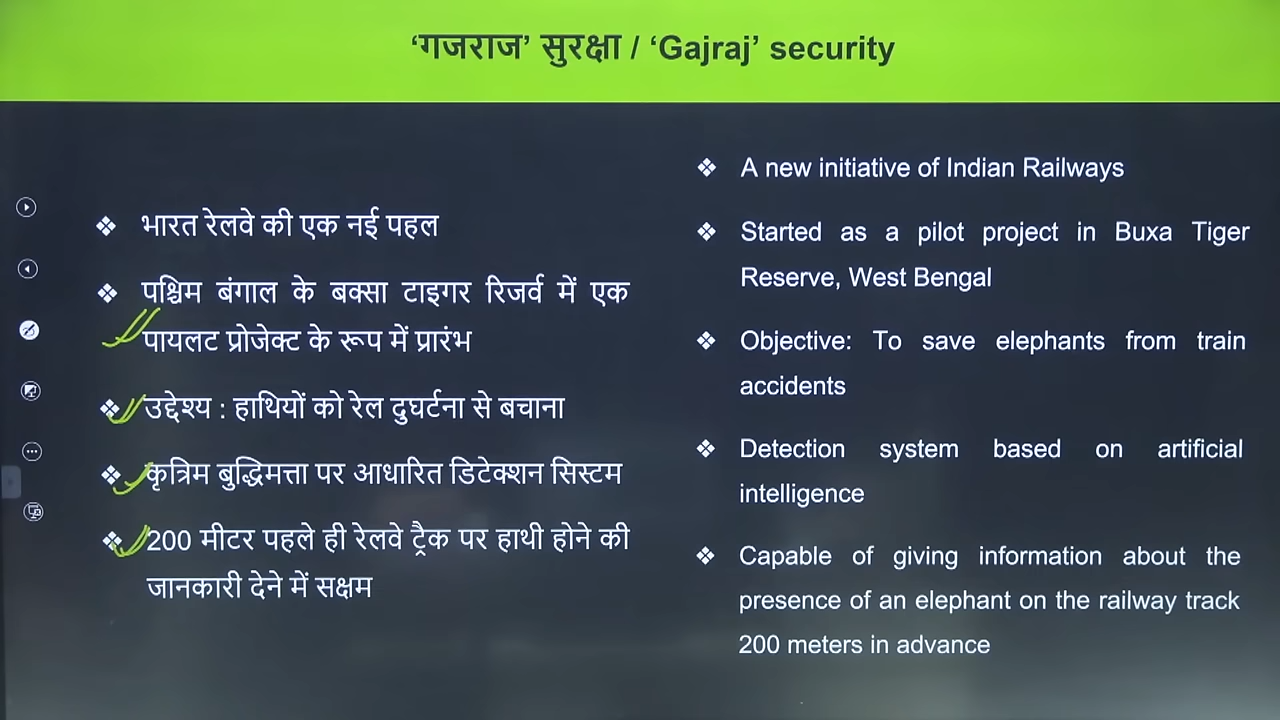 ‘गजराज’ सुरक्षा / ‘Gajraj’ security
❖ भारत रेलवे की एक नई पहल
❖ पश्चिम बंगाल के बक्सा टाइगर रिजर्व में एक
पायलट प्रोजेक्ट के रूप में प्रारंभ
❖ उद्देश्य : हाथियों को रेल दुघर्टना से बचाना
❖ कृत्रिम बुद्धिमत्ता पर आधारित डिटेक्शन सिस्टम
❖ 200 मीटर पहले ही रेलवे ट्रैक पर हाथी होने की
जानकारी देने में सक्षम
❖ A new initiative of Indian Railways
❖ Started as a pilot project in Buxa Tiger
Reserve, West Bengal
❖ Objective: To save elephants from train
accidents
❖ Detection system based on artificial
intelligence
❖ Capable of giving information about the
presence of an elephant on the railway track
200 meters in advance